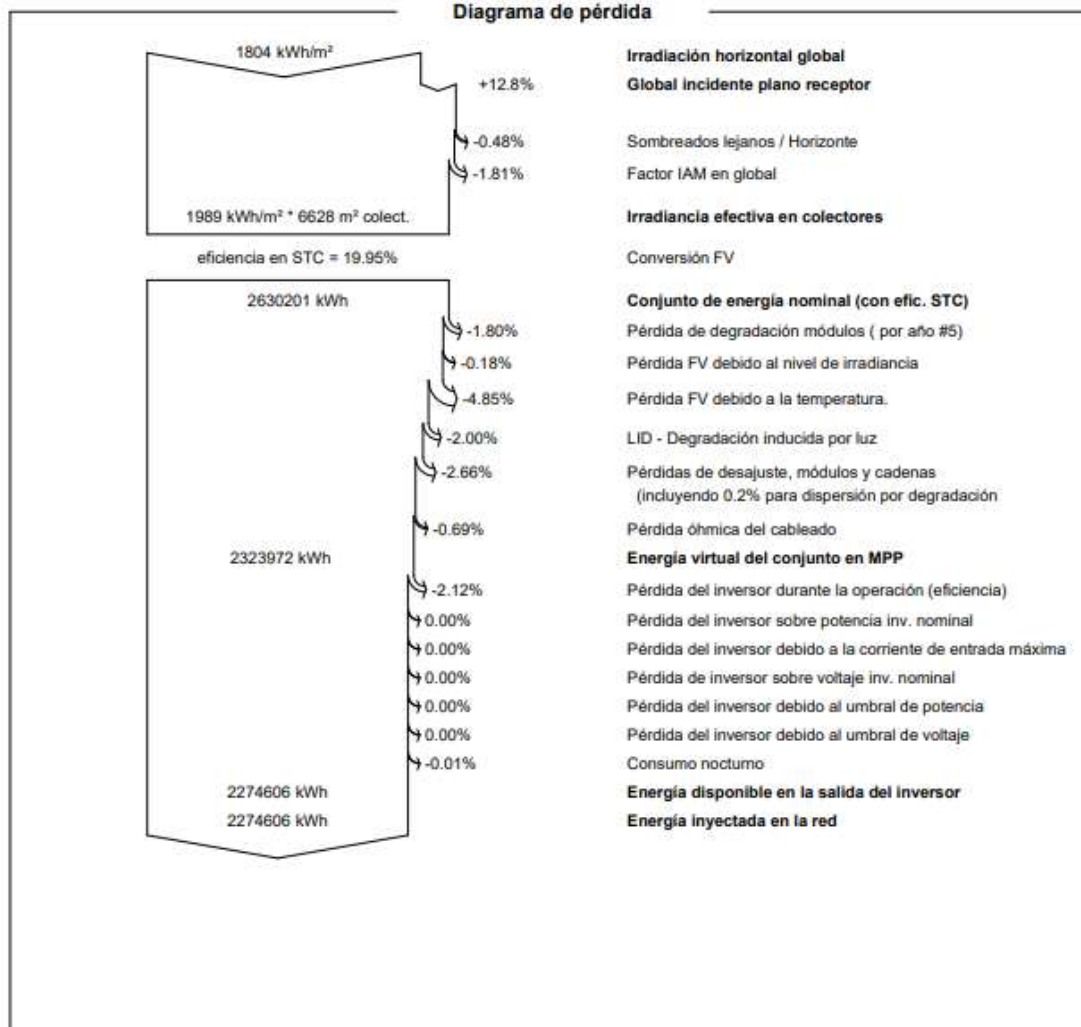 Diagrama de pérdida
1804 kWh/m² Irradiación horizontal global
+12.8% Global incidente plano receptor
-0.48% Sombreados lejanos / Horizonte
-1.81% Factor IAM en global
1989 kWh/m² * 6628 m² colect. Irradiancia efectiva en colectores
eficiencia en STC = 19.95% Conversión FV
2630201 kWh Conjunto de energía nominal (con efic. STC)
-1.80% Pérdida de degradación módulos ( por año #5)
-0.18% Pérdida FV debido al nivel de irradiancia
-4.85% Pérdida FV debido a la temperatura.
-2.00% LID - Degradación inducida por luz
-2.66% Pérdidas de desajuste, módulos y cadenas
(incluyendo 0.2% para dispersión por degradación
-0.69% Pérdida óhmica del cableado
2323972 kWh Energía virtual del conjunto en MPP
-2.12% Pérdida del inversor durante la operación (eficiencia)
0.00% Pérdida del inversor sobre potencia inv. nominal
0.00% Pérdida del inversor debido a la corriente de entrada máxima
0.00% Pérdida de inversor sobre voltaje inv. nominal
0.00% Pérdida del inversor debido al umbral de potencia
0.00% Pérdida del inversor debido al umbral de voltaje
-0.01% Consumo nocturno
2274606 kWh Energía disponible en la salida del inversor
2274606 kWh Energía inyectada en la red